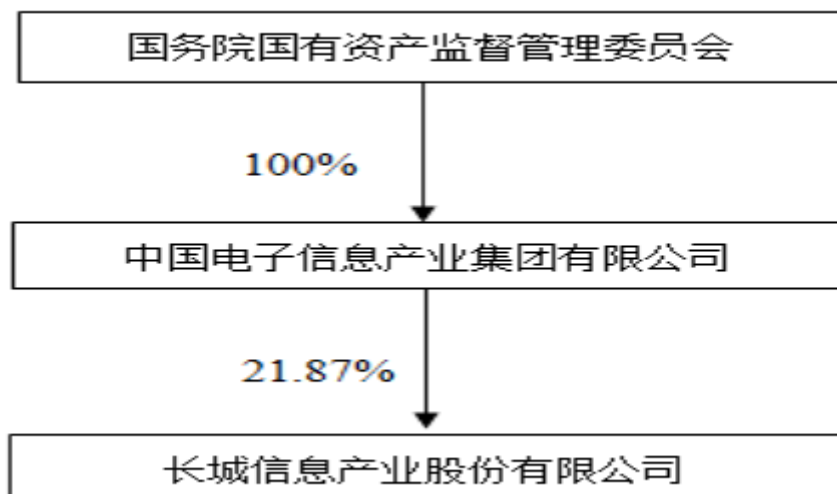 国务院国有资产监督管理委员会
100%
中国电子信息产业集团有限公司
21.87%
长城信息产业股份有限公司